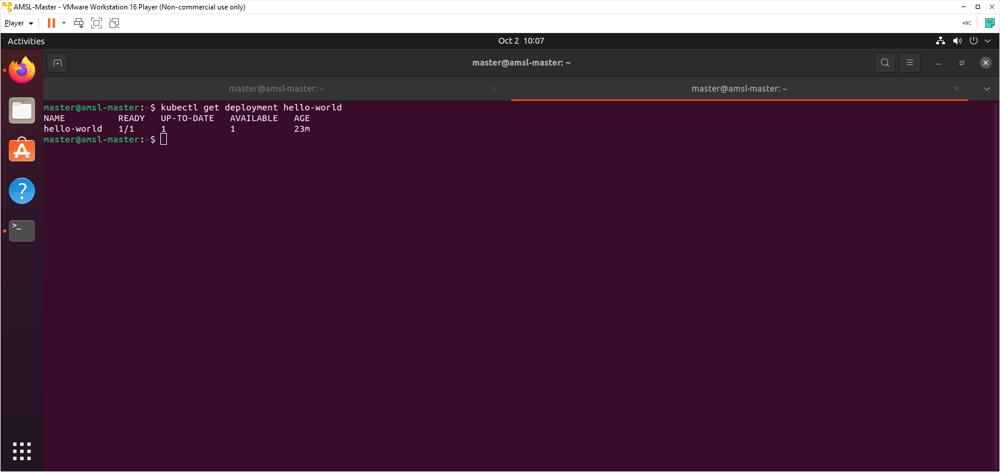 AMSL-Master - VMware Workstation 16 Player (Non-commercial use only)
Player
Activities
Oct 2 10:07
master@amsl-master: ~
master@amsl-master: ~
master@amsl-master: ~
master@amsl-master:~$ kubectl get deployment hello-world
NAME READY UP-TO-DATE AVAILABLE AGE
hello-world 1/1 1 1 23m
master@amsl-master:~$